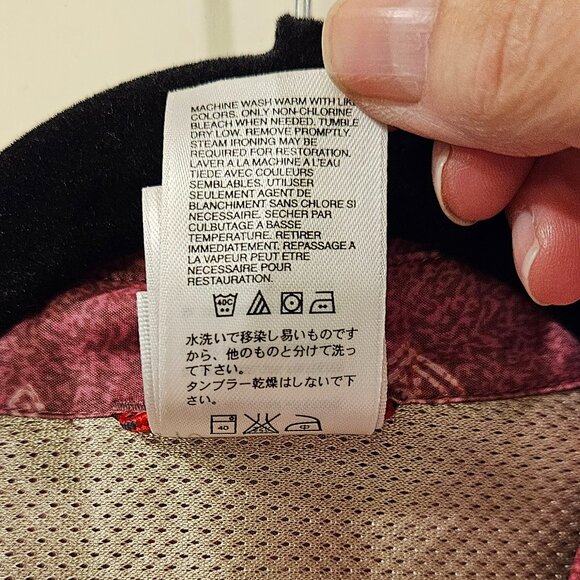 MACHINE WASH WARM WITH LIKE
COLORS. ONLY NON-CHLORINE
BLEACH WHEN NEEDED. TUMBLE
DRY LOW. REMOVE PROMPTLY.
STEAM IRONING MAY BE
REQUIRED FOR RESTORATION.
LAVER A LA MACHINE A L'EAU
TIEDE AVEC COULEURS
SEMBLABLES. UTILISER
SEULEMENT AGENT DE
BLANCHIMENT SANS CHLORE SI
NECESSAIRE. SECHER PAR
CULBUTAGE A BASSE
TEMPERATURE. RETIRER
IMMEDIATEMENT. REPASSAGE A
LA VAPEUR PEUT ÊTRE
NECESSAIRE POUR
RESTAURATION.
40C
水洗いで移染し易いものです
から、他のものと分けて洗っ
て下さい。
タンブラー乾燥はしないで下
さい。
40 中